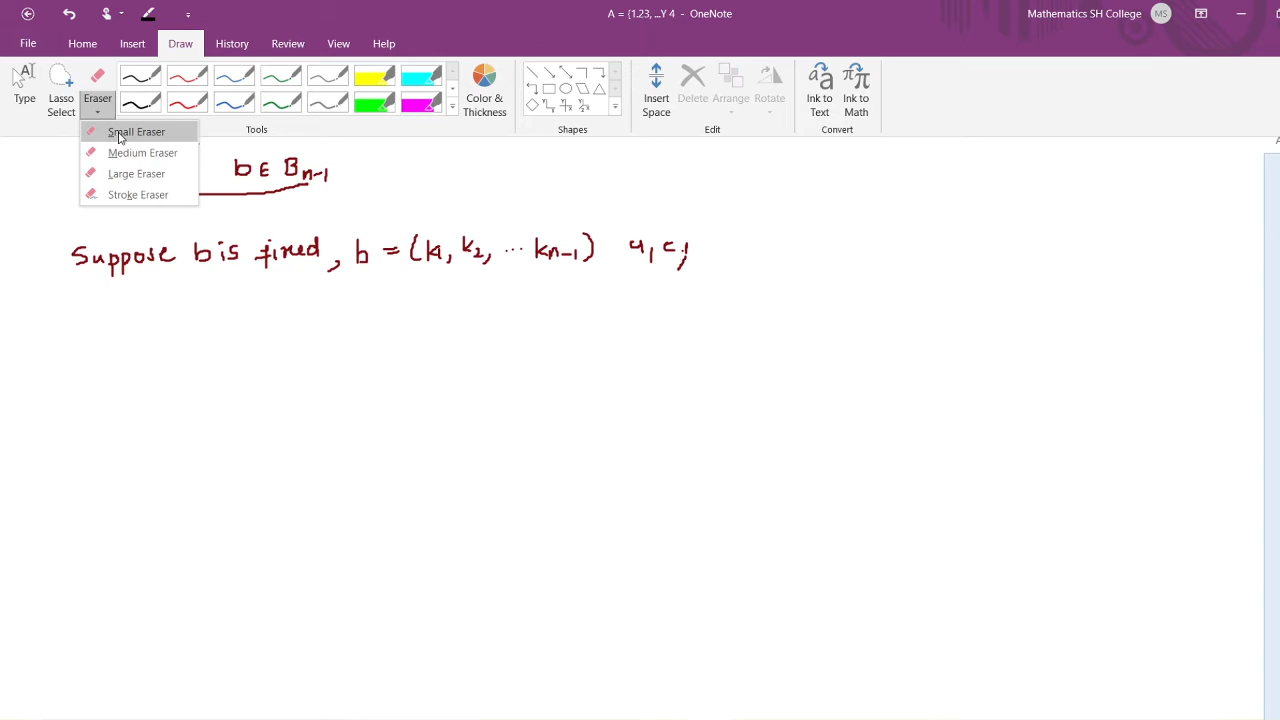 A = {1.23, ...Y 4 - OneNote
Mathematics SH College
MS
File
Home
Insert
Draw
History
Review
View
Help
Type
Lasso Select
Eraser
Color & Thickness
Insert Space
Delete
Arrange
Rotate
Ink to Text
Ink to Math
Tools
Shapes
Edit
Convert
Small Eraser
Medium Eraser
Large Eraser
Stroke Eraser
b ∈ Bn-1
Suppose b is fixed, b = (k1, k2, ... kn-1)